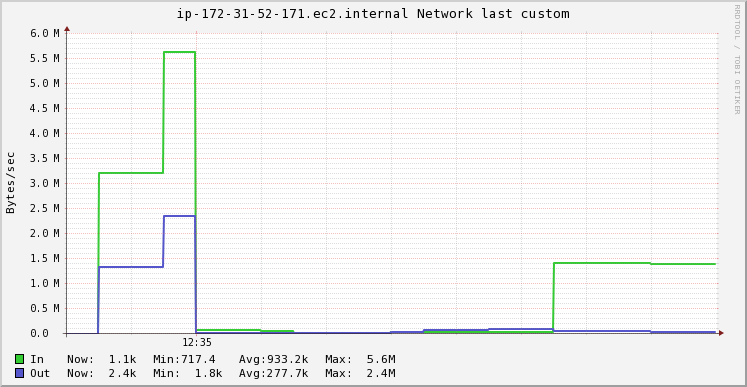 ip-172-31-52-171.ec2.internal Network last custom
RRDTOOL / TOBI OETIKER
Bytes/sec
6.0 M
5.5 M
5.0 M
4.5 M
4.0 M
3.5 M
3.0 M
2.5 M
2.0 M
1.5 M
1.0 M
0.5 M
0.0
12:35
In Now: 1.1k Min:717.4 Avg:933.2k Max: 5.6M
Out Now: 2.4k Min: 1.8k Avg:277.7k Max: 2.4M